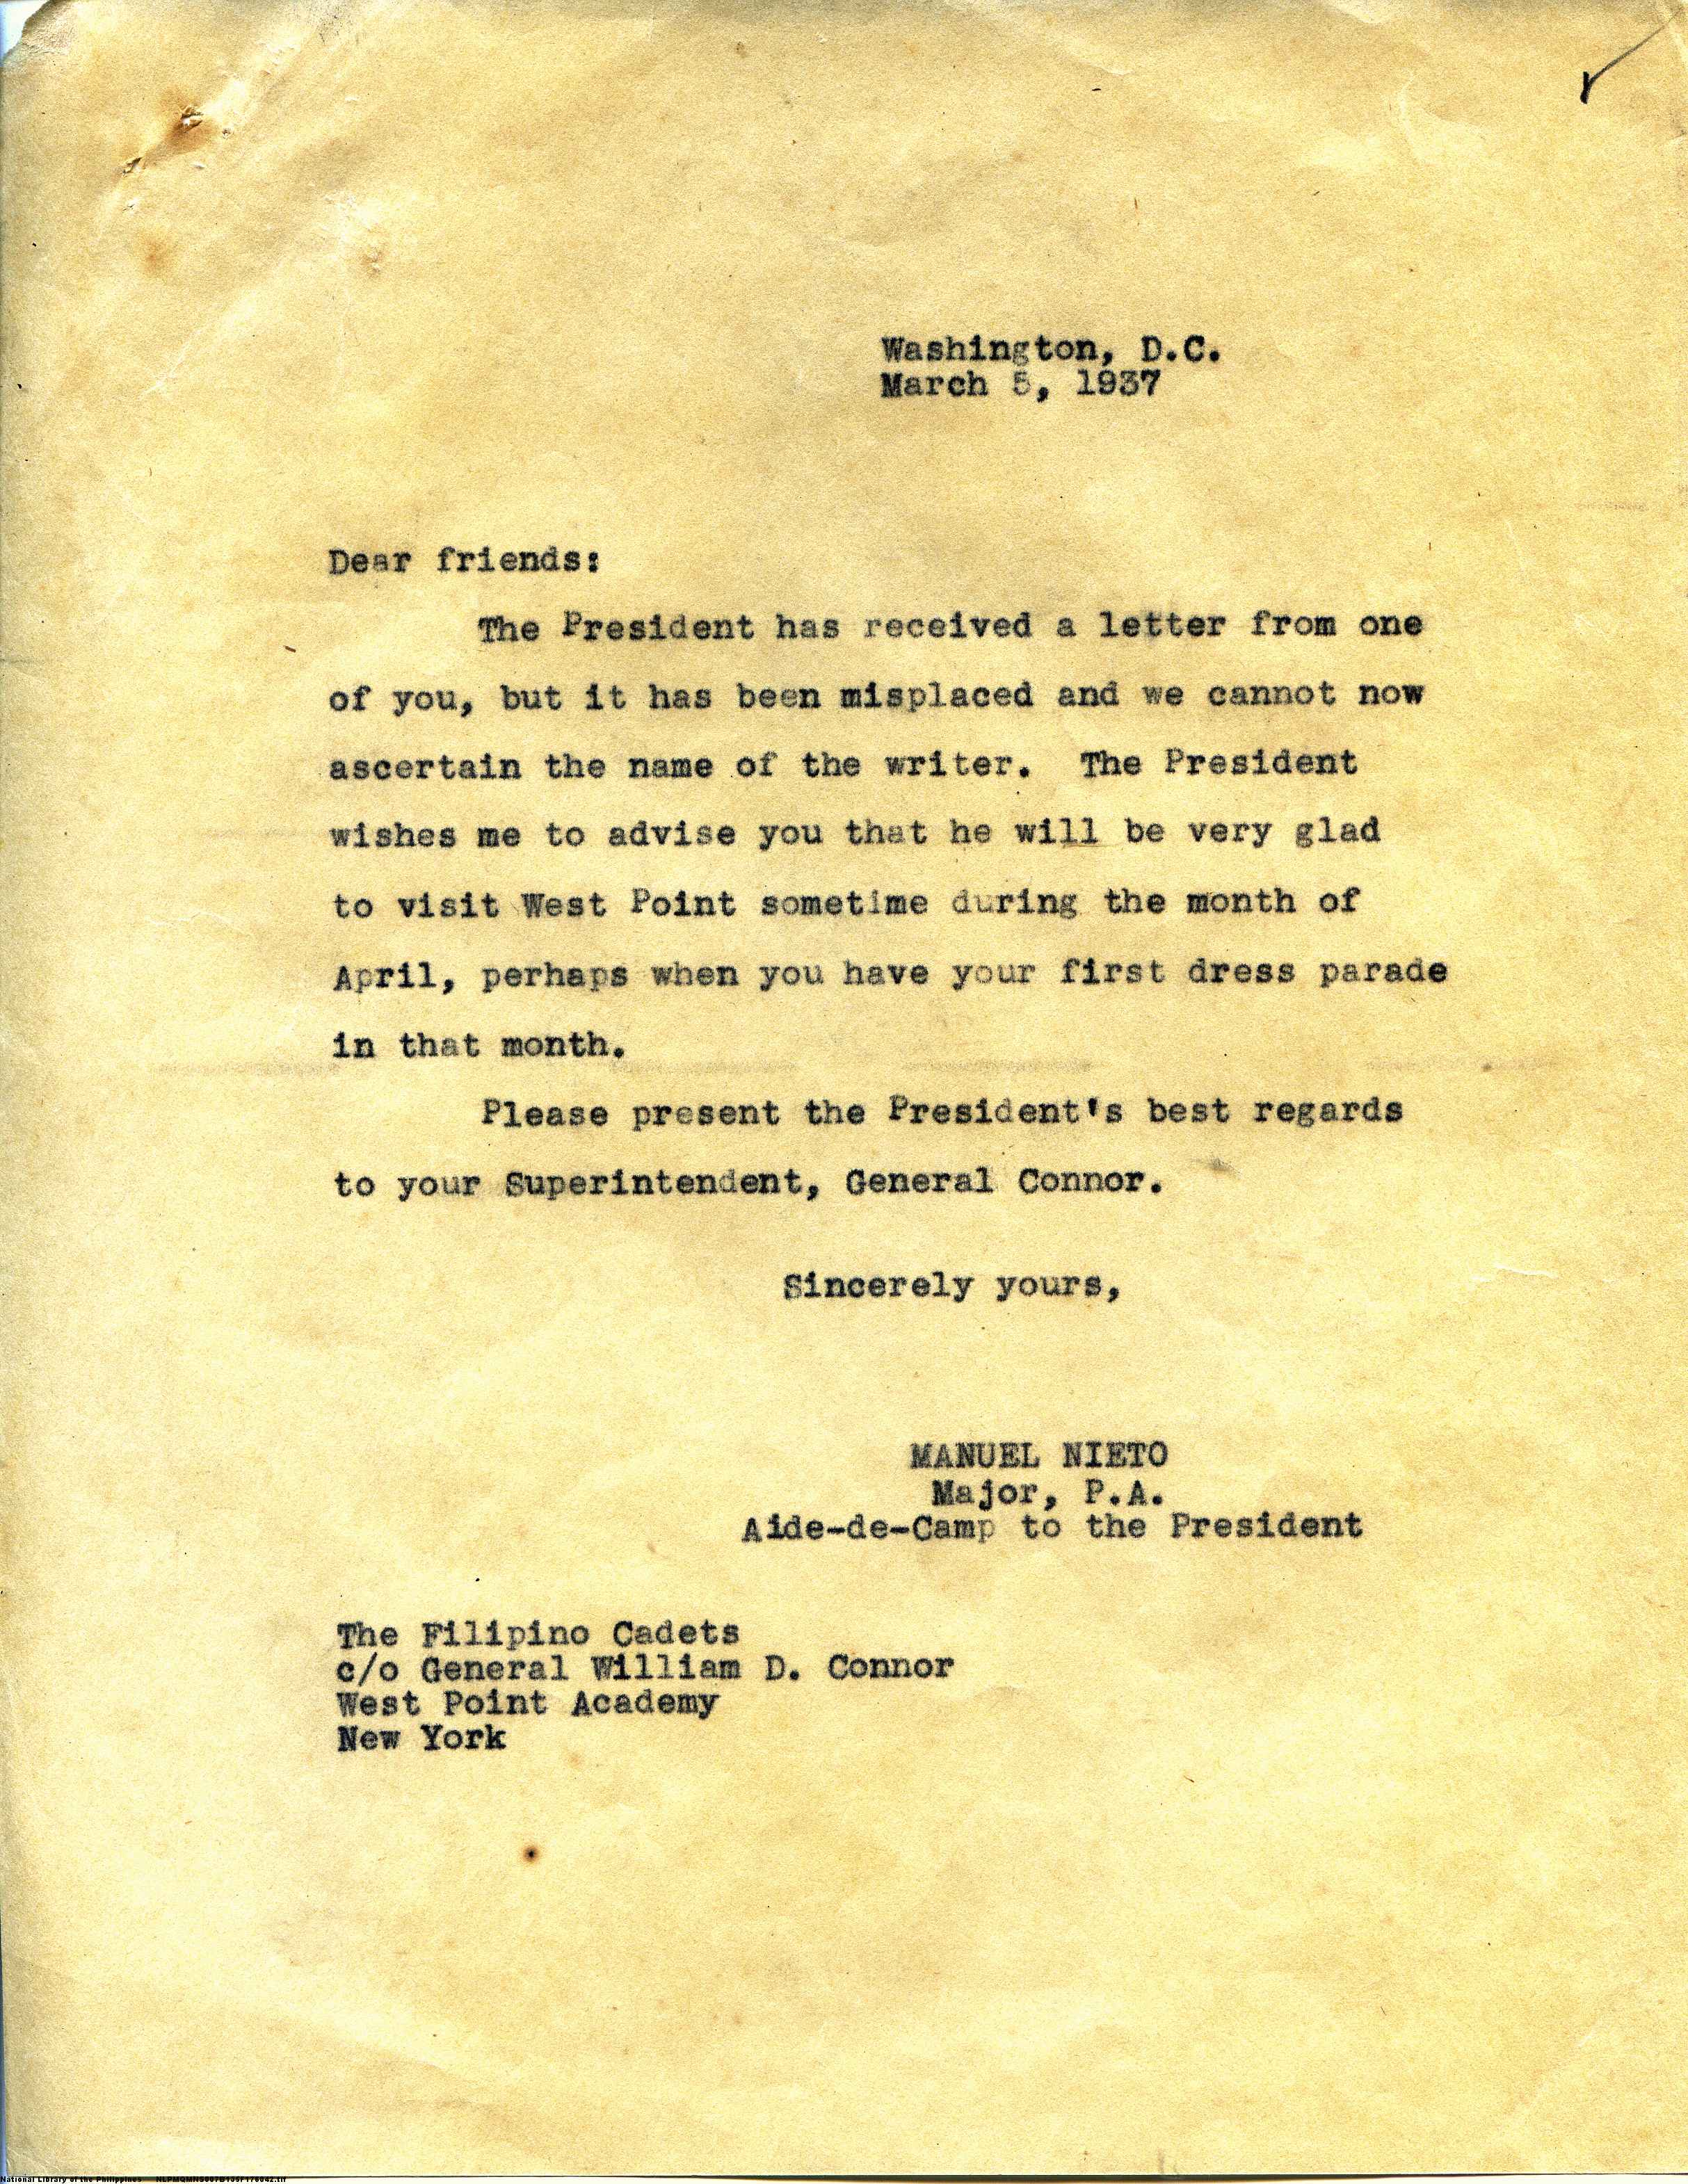 Washington, D.C.
March 5, 1937
Dear friends:
The President has received a letter from one
of you, but it has been misplaced and we cannot now
ascertain the name of the writer. The President
wishes me to advise you that he will be very glad
to visit West Point sometime during the month of
April, perhaps when you have your first dress parade
in that month.
Please present the President's best regards
to your Superintendent, General Connor.
Sincerely yours,
MANUEL NIETO
Major, P.A.
Aide-de-Camp to the President
The Filipino Cadets
c/o General William D. Connor
West Point Academy
New York
National Library of the Philippines